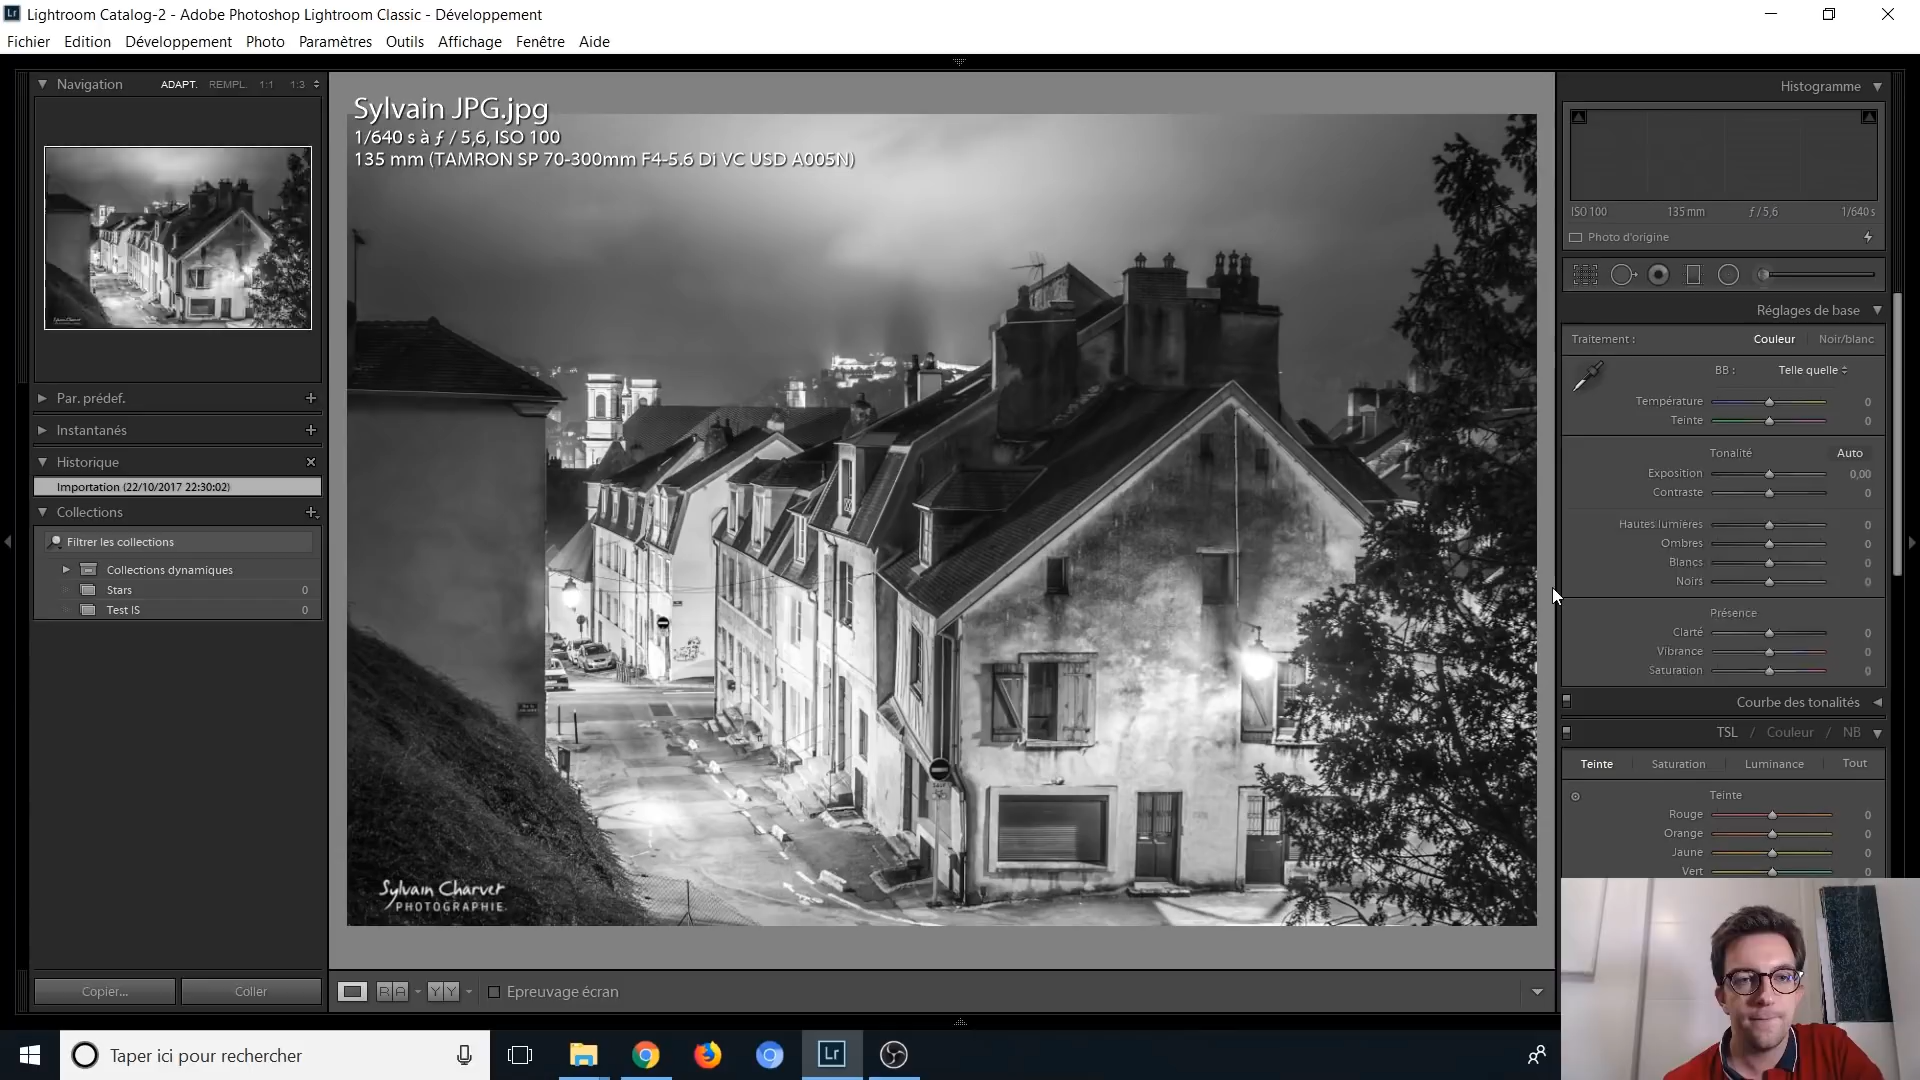 Lightroom Catalog-2 - Adobe Photoshop Lightroom Classic - Développement
Fichier Edition Développement Photo Paramètres Outils Affichage Fenêtre Aide
Navigation ADAPT. REMPL. 1:1 1:3
Par. prédef.
Instantanés
Historique
Importation (22/10/2017 22:30:02)
Collections
Filtrer les collections
Collections dynamiques
Stars 0
Test IS 0
Copier... Coller
Sylvain JPG.jpg
1/640 s à ƒ / 5,6, ISO 100
135 mm (TAMRON SP 70-300mm F4-5.6 Di VC USD A005N)
Sylvain Charvet
PHOTOGRAPHIE
RA YY Epreuvage écran
Histogramme
ISO 100 135 mm ƒ / 5,6 1/640 s
Photo d'origine
Réglages de base
Traitement : Couleur Noir/blanc
BB : Telle quelle
Température 0
Teinte 0
Tonalité Auto
Exposition 0,00
Contraste 0
Hautes lumières 0
Ombres 0
Blancs 0
Noirs 0
Présence
Clarté 0
Vibrance 0
Saturation 0
Courbe des tonalités
TSL / Couleur / NB
Teinte Saturation Luminance Tout
Teinte
Rouge 0
Orange 0
Jaune 0
Vert 0
Taper ici pour rechercher
Lr